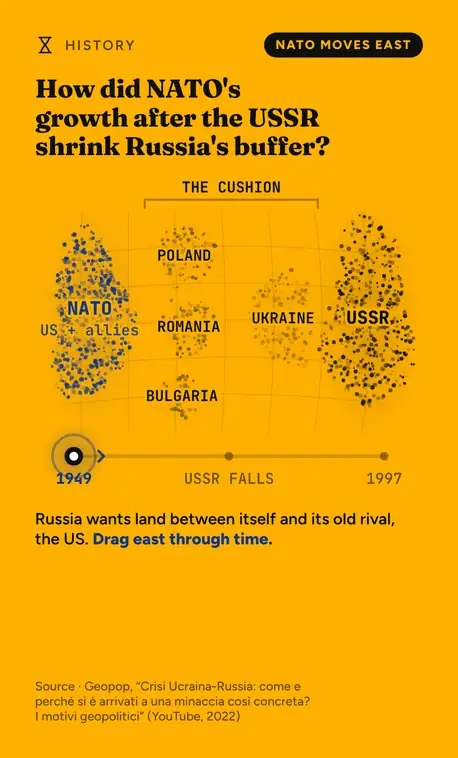 HISTORY
NATO MOVES EAST
How did NATO's
growth after the USSR
shrink Russia's buffer?
THE CUSHION
POLAND
NATO
US + allies
ROMANIA
UKRAINE
USSR
BULGARIA
1949
USSR FALLS
1997
Russia wants land between itself and its old rival,
the US. Drag east through time.
Source · Geopop, “Crisi Ucraina-Russia: come e
perché si è arrivati a una minaccia così concreta?
I motivi geopolitici” (YouTube, 2022)